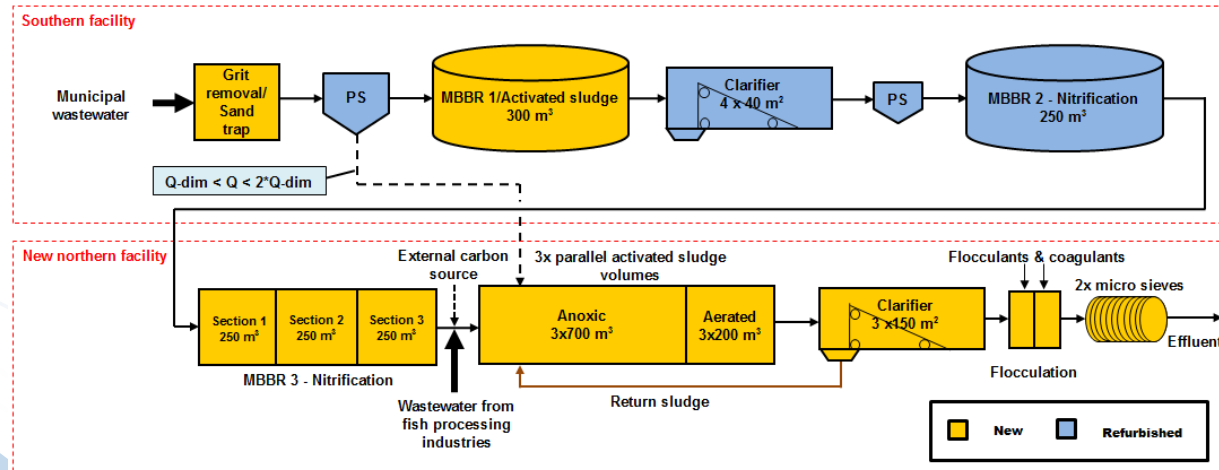 Southern facility
Municipal
wastewater
Grit
removal/
Sand
trap
PS
MBBR 1/Activated sludge
300 m³
Clarifier
4 x 40 m²
PS
MBBR 2 - Nitrification
250 m³
Q-dim < Q < 2*Q-dim
New northern facility
External carbon
source
3x parallel activated sludge
volumes
Flocculants & coagulants
2x micro sieves
Section 1
250 m³
Section 2
250 m³
Section 3
250 m³
Anoxic
3x700 m³
Aerated
3x200 m³
Clarifier
3 x150 m²
Effluent
MBBR 3 - Nitrification
Flocculation
Return sludge
Wastewater from
fish processing
industries
New
Refurbished